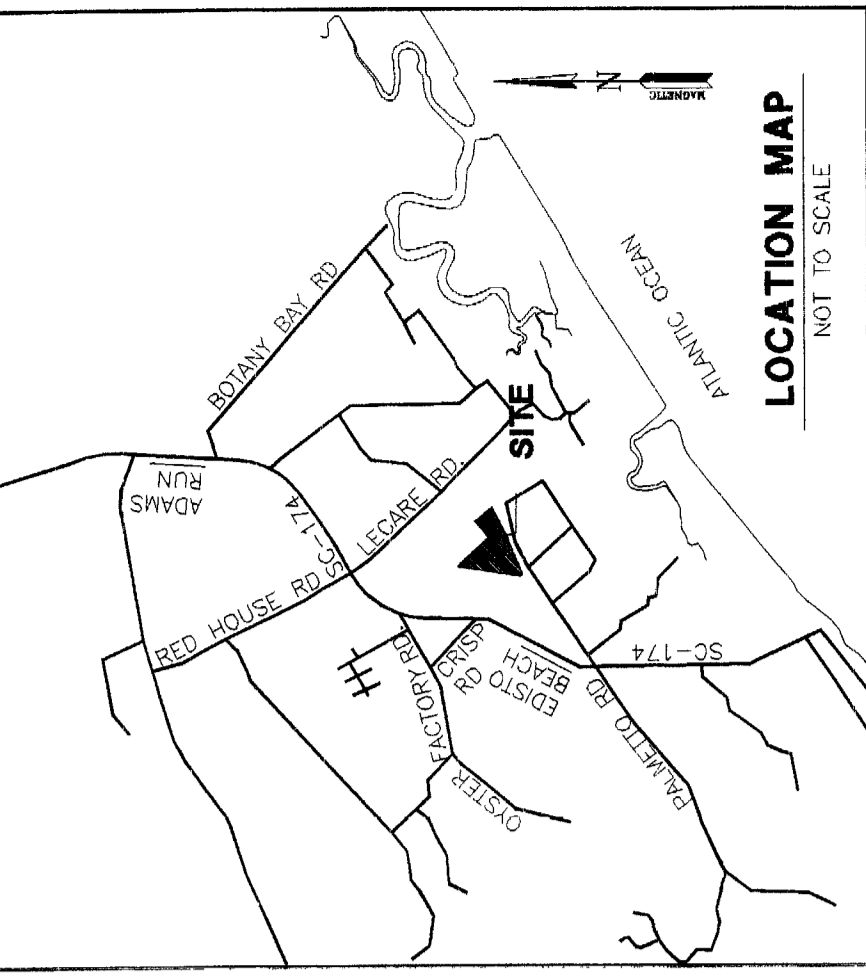 BOTANY BAY RD
ADAMS
RUN
SC-174
LECARE RD.
RED HOUSE RD
SITE
FACTORY RD
CRISP
RD
EDISTO
BEACH
SC-174
PALMETTO RD
OYSTER
ATLANTIC OCEAN
N
MAGNETIC
LOCATION MAP
NOT TO SCALE